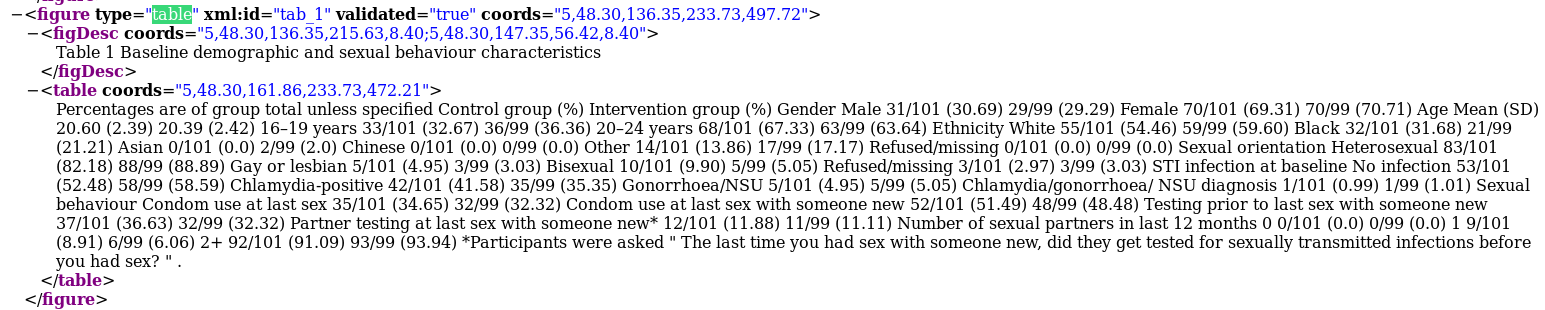 −<figure type="table" xml:id="tab_1" validated="true" coords="5,48.30,136.35,233.73,497.72">
−<figDesc coords="5,48.30,136.35,215.63,8.40;5,48.30,147.35,56.42,8.40">
Table 1 Baseline demographic and sexual behaviour characteristics
</figDesc>
−<table coords="5,48.30,161.86,233.73,472.21">
Percentages are of group total unless specified Control group (%) Intervention group (%) Gender Male 31/101 (30.69) 29/99 (29.29) Female 70/101 (69.31) 70/99 (70.71) Age Mean (SD)
20.60 (2.39) 20.39 (2.42) 16–19 years 33/101 (32.67) 36/99 (36.36) 20–24 years 68/101 (67.33) 63/99 (63.64) Ethnicity White 55/101 (54.46) 59/99 (59.60) Black 32/101 (31.68) 21/99
(21.21) Asian 0/101 (0.0) 2/99 (2.0) Chinese 0/101 (0.0) 0/99 (0.0) Other 14/101 (13.86) 17/99 (17.17) Refused/missing 0/101 (0.0) 0/99 (0.0) Sexual orientation Heterosexual 83/101
(82.18) 88/99 (88.89) Gay or lesbian 5/101 (4.95) 3/99 (3.03) Bisexual 10/101 (9.90) 5/99 (5.05) Refused/missing 3/101 (2.97) 3/99 (3.03) STI infection at baseline No infection 53/101
(52.48) 58/99 (58.59) Chlamydia-positive 42/101 (41.58) 35/99 (35.35) Gonorrhoea/NSU 5/101 (4.95) 5/99 (5.05) Chlamydia/gonorrhoea/ NSU diagnosis 1/101 (0.99) 1/99 (1.01) Sexual
behaviour Condom use at last sex 35/101 (34.65) 32/99 (32.32) Condom use at last sex with someone new 52/101 (51.49) 48/99 (48.48) Testing prior to last sex with someone new
37/101 (36.63) 32/99 (32.32) Partner testing at last sex with someone new* 12/101 (11.88) 11/99 (11.11) Number of sexual partners in last 12 months 0 0/101 (0.0) 0/99 (0.0) 1 9/101
(8.91) 6/99 (6.06) 2+ 92/101 (91.09) 93/99 (93.94) *Participants were asked " The last time you had sex with someone new, did they get tested for sexually transmitted infections before
you had sex? " .
</table>
</figure>